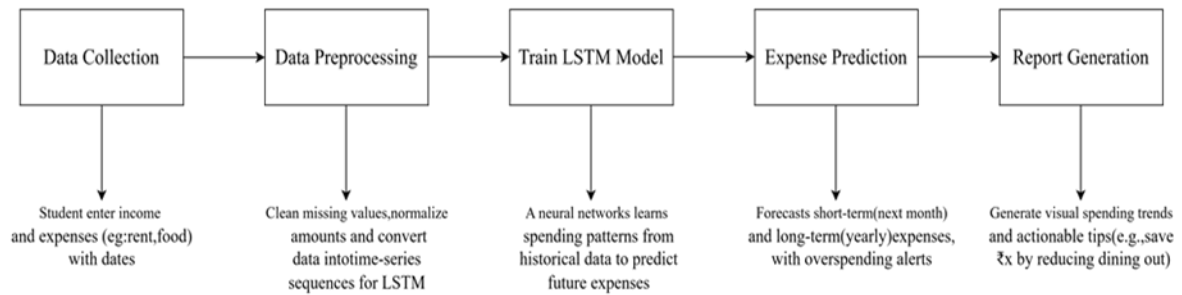 Data Collection
Data Preprocessing
Train LSTM Model
Expense Prediction
Report Generation
Student enter income
and expenses (eg:rent,food)
with dates
Clean missing values,normalize
amounts and convert
data intotime-series
sequences for LSTM
A neural networks learns
spending patterns from
historical data to predict
future expenses
Forecasts short-term(next month)
and long-term(yearly)expenses,
with overspending alerts
Generate visual spending trends
and actionable tips(e.g.,save
₹x by reducing dining out)